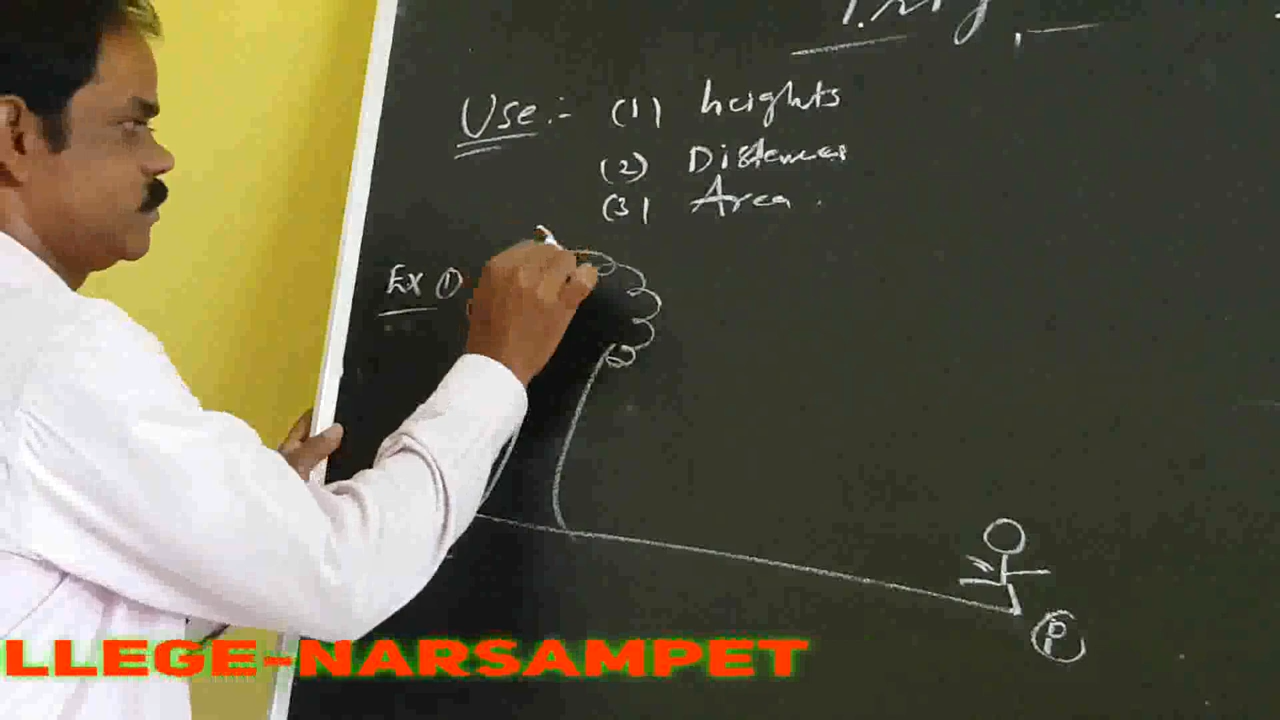 Use :- (1) heights
(2) Distances
(3) Area .
Ex ①
P
LLEGE-NARSAMPET